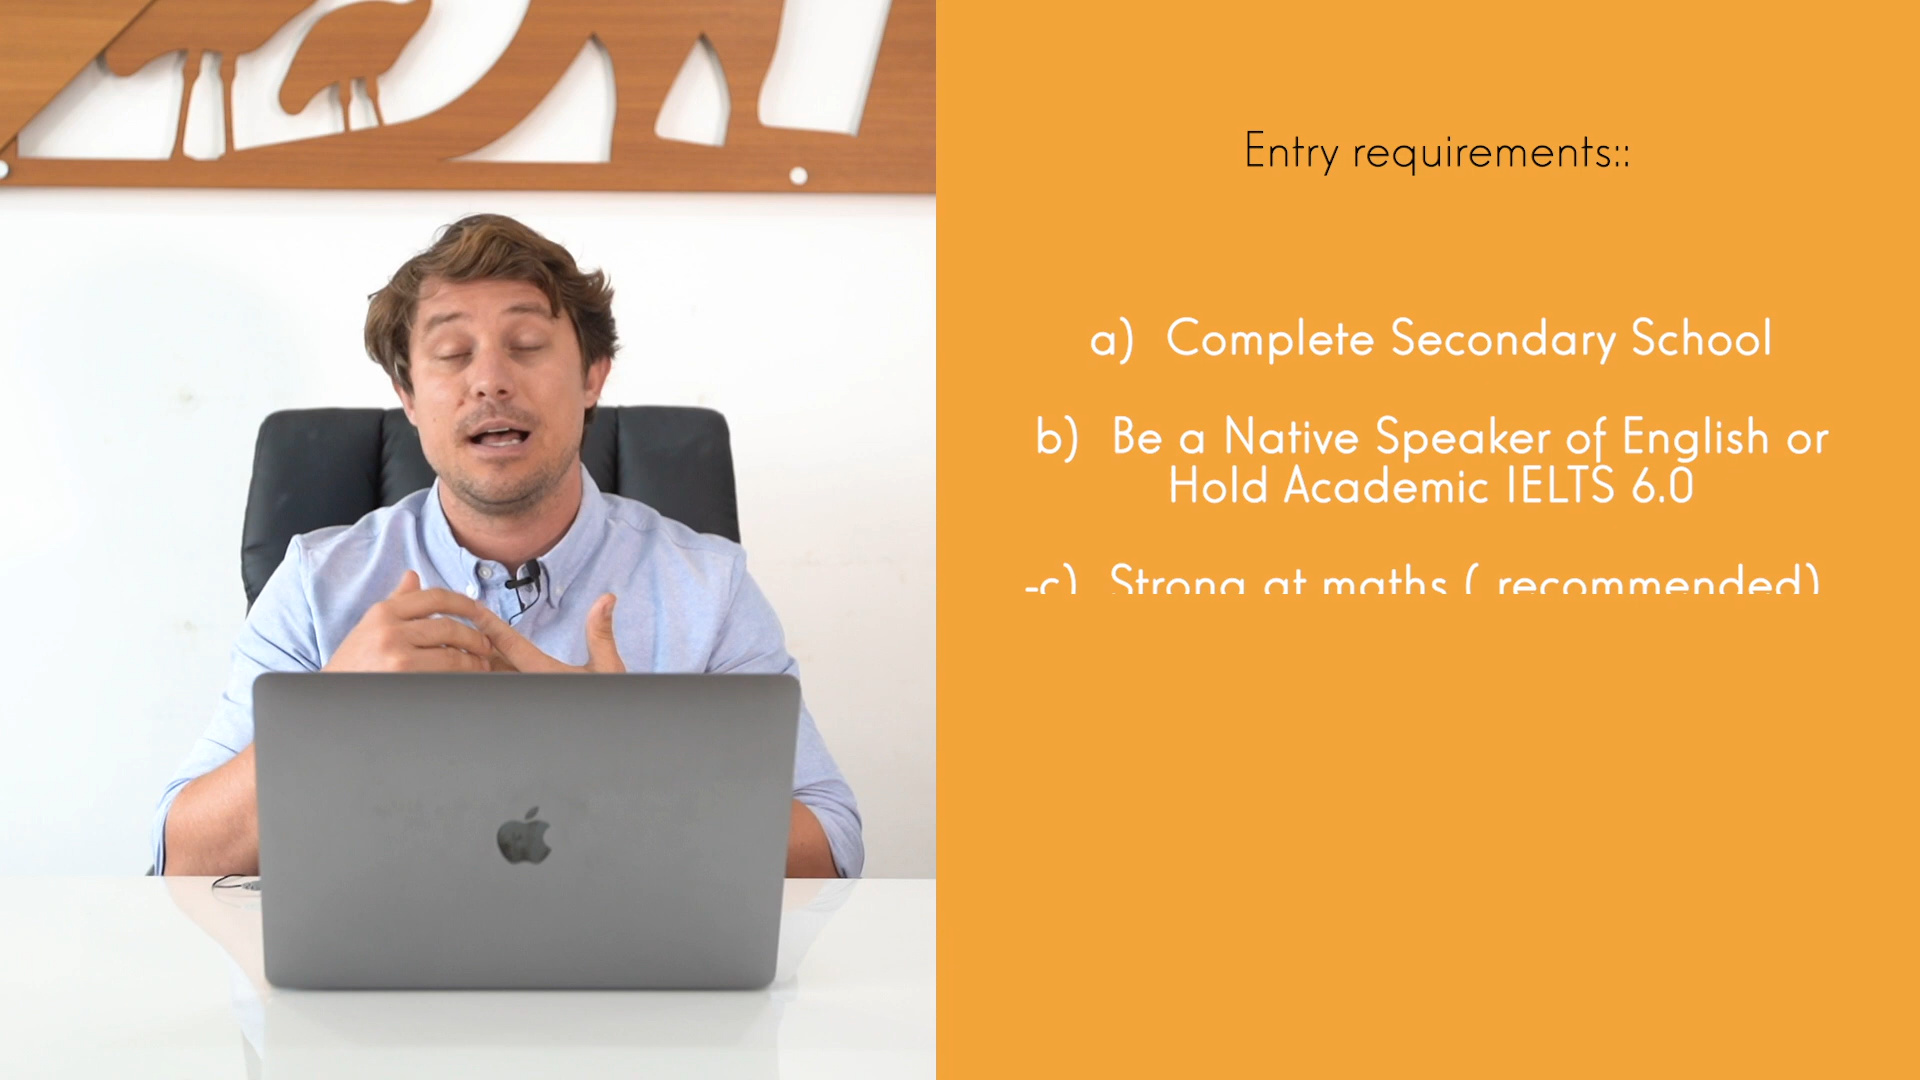 Entry requirements::
a) Complete Secondary School
b) Be a Native Speaker of English or
Hold Academic IELTS 6.0
-c) Strong at maths ( recommended)